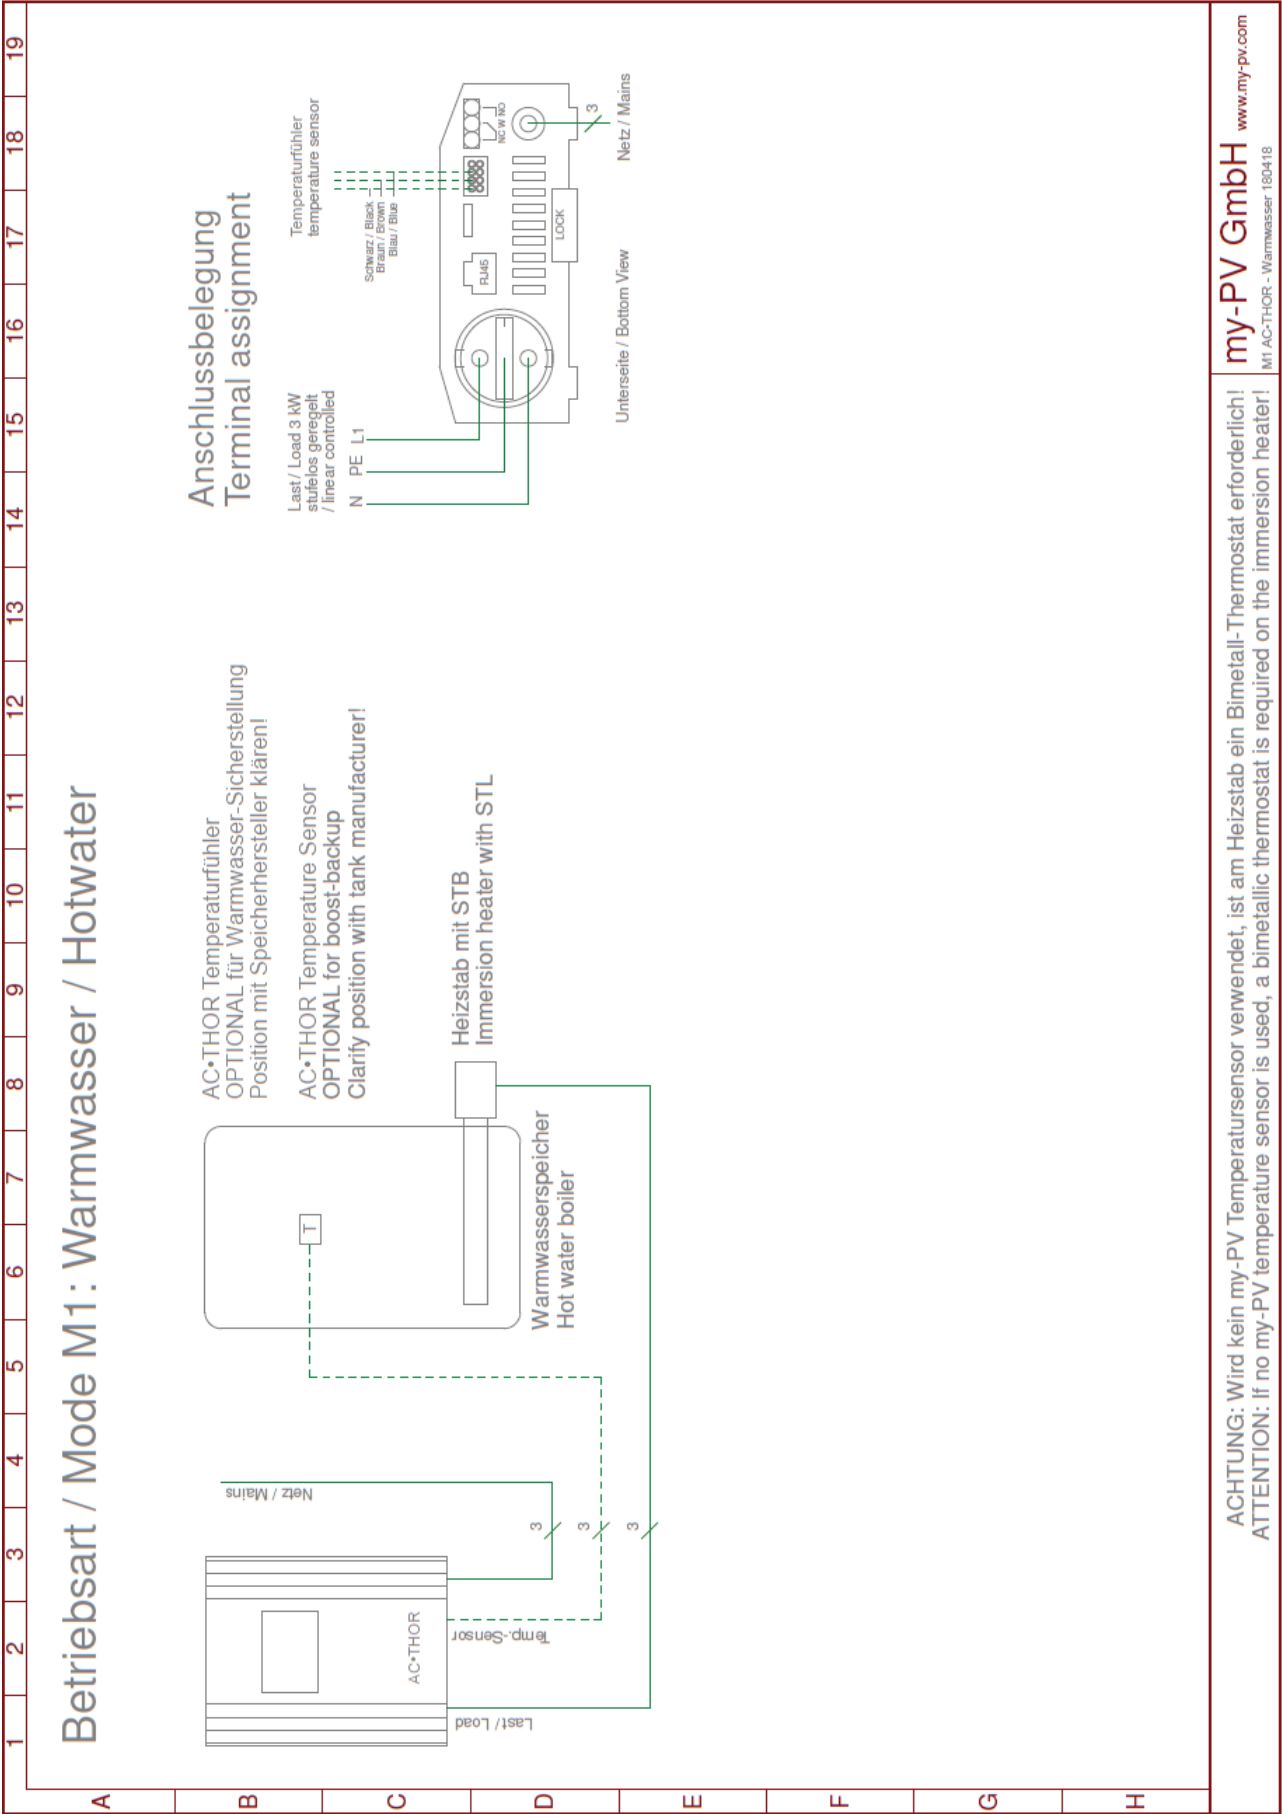 1 2 3 4 5 6 7 8 9 10 11 12 13 14 15 16 17 18 19
A
B
C
D
E
F
G
H
Betriebsart / Mode M1: Warmwasser / Hotwater
AC•THOR
Last / Load
Temp.-Sensor
Netz / Mains
3
3
3
T
Warmwasserspeicher
Hot water boiler
AC•THOR Temperaturfühler
OPTIONAL für Warmwasser-Sicherstellung
Position mit Speicherhersteller klären!
AC•THOR Temperature Sensor
OPTIONAL for boost-backup
Clarify position with tank manufacturer!
Heizstab mit STB
Immersion heater with STL
Anschlussbelegung
Terminal assignment
Last / Load 3 kW
stufelos geregelt
/ linear controlled
N PE L1
Temperaturfühler
temperature sensor
Schwarz / Black
Braun / Brown
Blau / Blue
RJ45
NC W NO
LOCK
3
Unterseite / Bottom View
Netz / Mains
ACHTUNG: Wird kein my-PV Temperatursensor verwendet, ist am Heizstab ein Bimetall-Thermostat erforderlich!
ATTENTION: If no my-PV temperature sensor is used, a bimetallic thermostat is required on the immersion heater!
my-PV GmbH www.my-pv.com
M1 AC-THOR - Warmwasser 180418